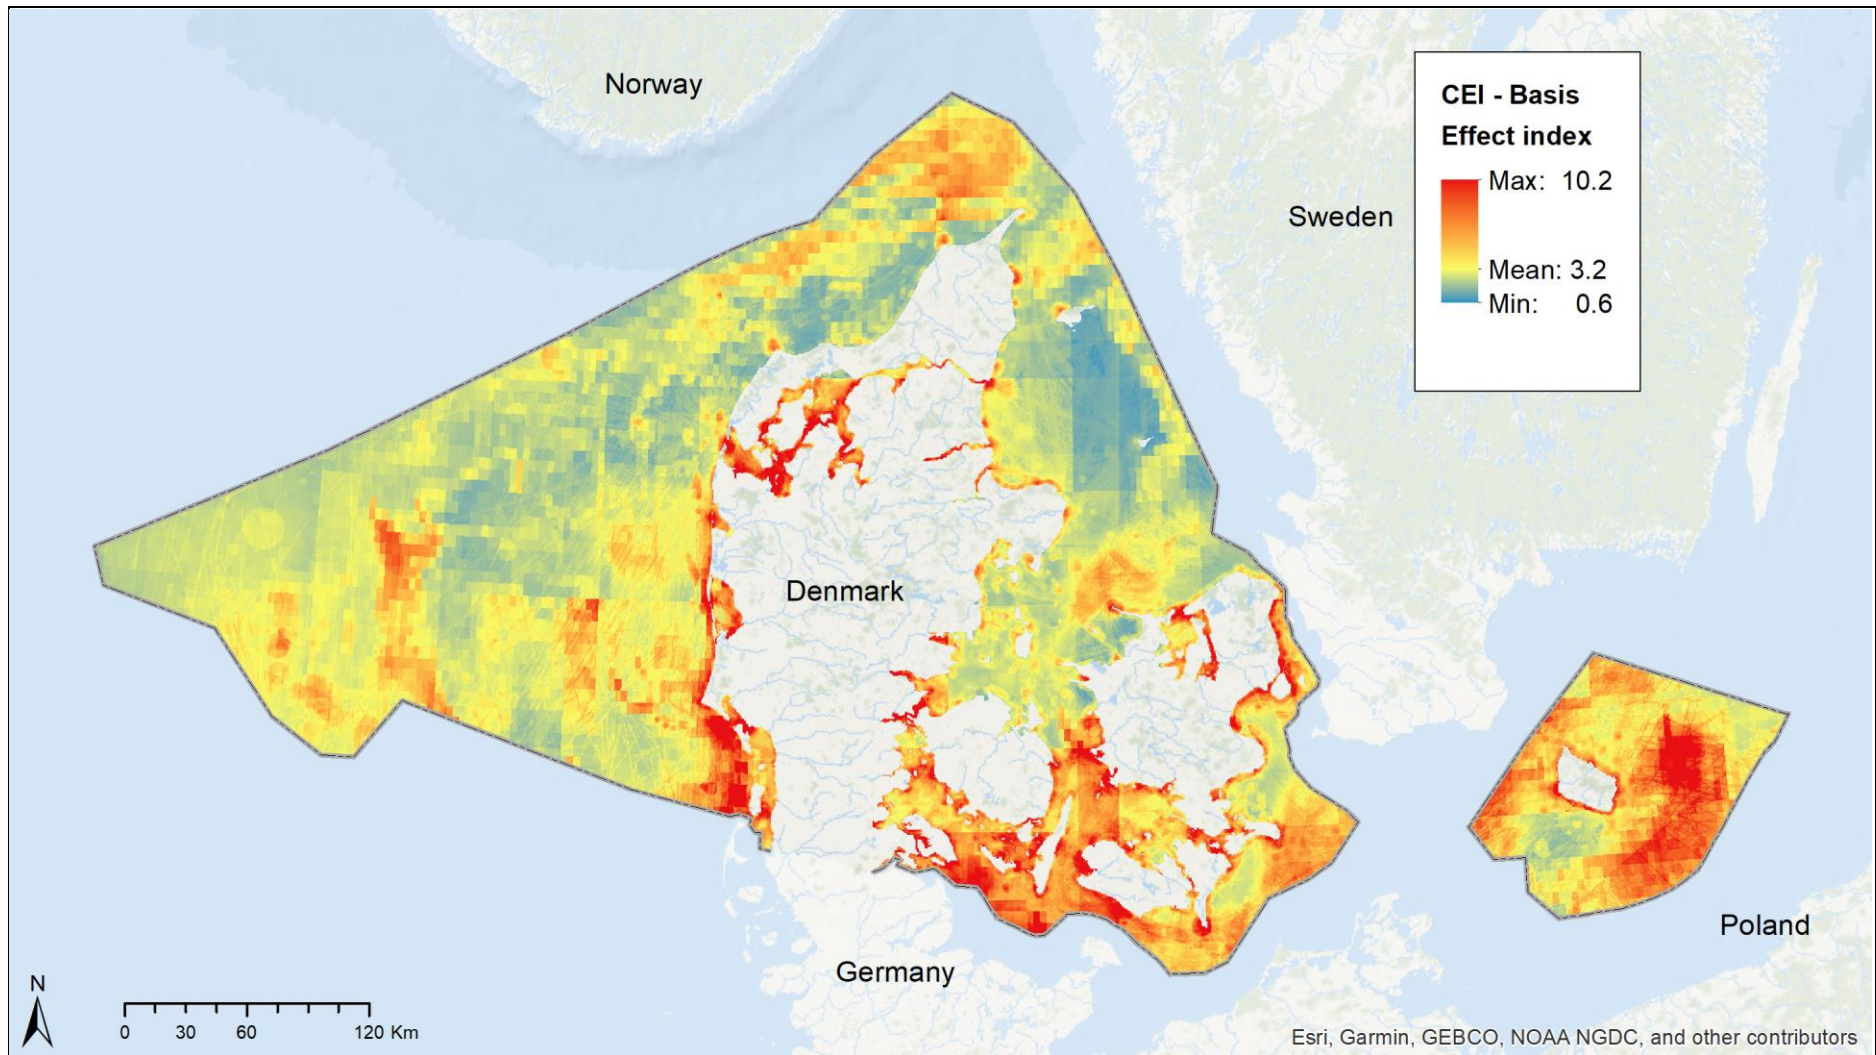 Norway
CEI - Basis
Effect index
Max: 10.2
Mean: 3.2
Min: 0.6
Sweden
Denmark
Poland
Germany
N
0 30 60 120 Km
Esri, Garmin, GEBCO, NOAA NGDC, and other contributors